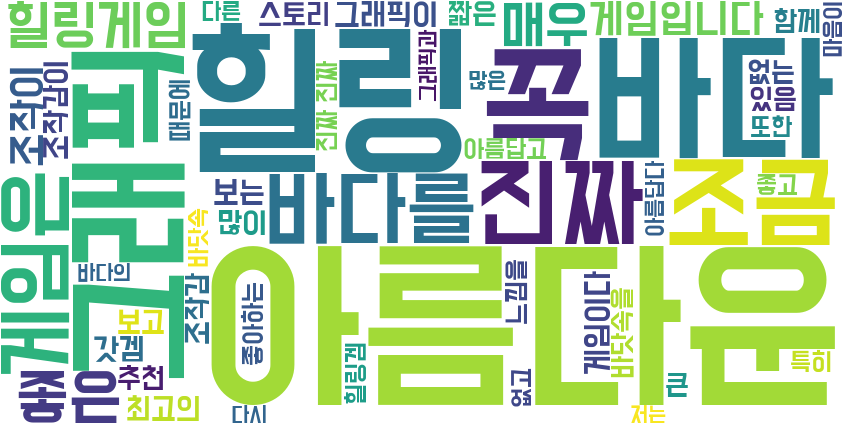 힐링게임
다른
스토리
그래픽이
짧은
매우
게임입니다
함께
마음이
조작이
조작감이
그래픽
때문에
힐링
진짜 진짜
그래픽과
많은
꼭
바다
없는
있음
또한
아름답고
게임은
보는
많이
바다를
진짜
아름답다
조금
좋고
바닷속
바다의
조작감
아름다운
좋아하는
느낌을
게임이다
바닷속을
보고
갓겜
좋은
추천
최고의
다시
힐링겜
없고
큰
특히
저는